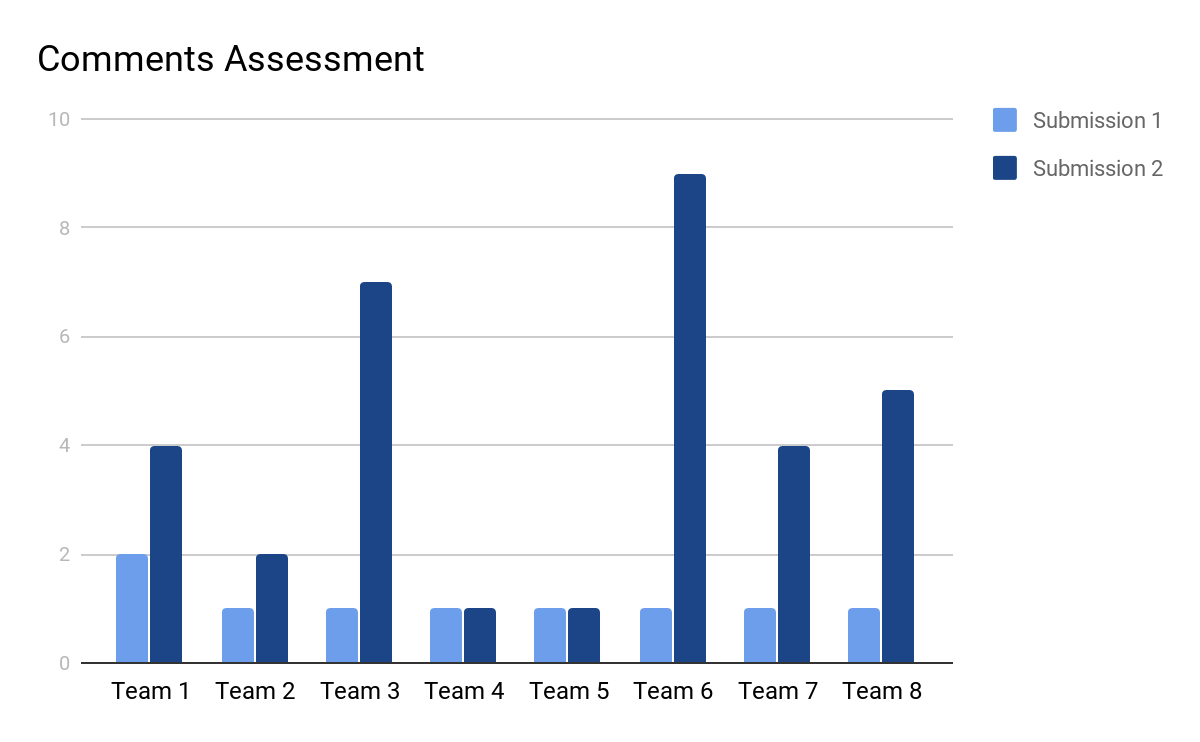 Comments Assessment
10
8
6
4
2
0
Team 1 Team 2 Team 3 Team 4 Team 5 Team 6 Team 7 Team 8
Submission 1
Submission 2